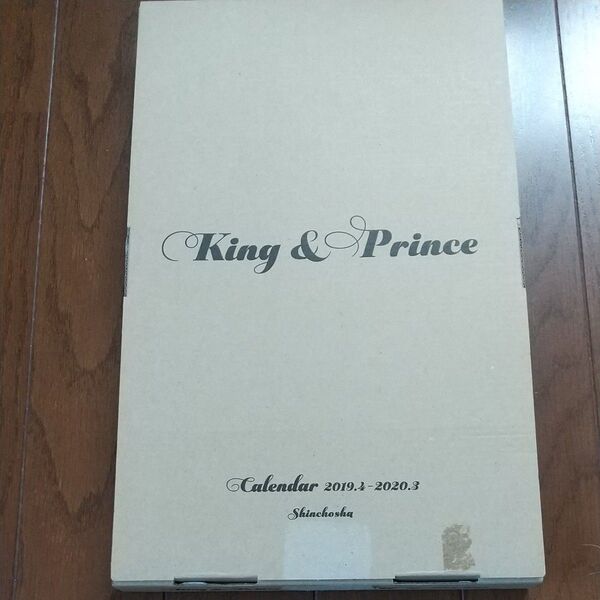 King & Prince
Calendar 2019.4-2020.3
Shinchosha